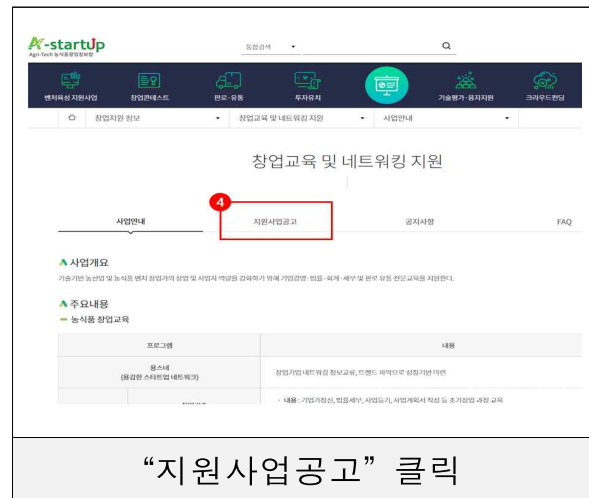 A+-startUp
Agri-Tech 농식품창업정보망
통합검색
벤처육성 지원사업
창업콘테스트
판로·유통
투자유치
기술평가·융자지원
크라우드펀딩
창업지원 정보
창업교육 및 네트워킹 지원
사업안내
창업교육 및 네트워킹 지원
4
사업안내
지원사업공고
공지사항
FAQ
사업개요
기술기반 농산업 및 농식품 벤처 창업가의 창업 및 사업자 역량을 강화하기 위해 기업경영·법률·회계·세무 및 판로 유통 전문교육을 지원한다.
주요내용
농식품 창업교육
프로그램
내용
용스네
(용감한 스타트업 네트워크)
창업기업 네트워킹 정보교류, 트렌드 파악으로 성장기반 마련
· 내용 : 기업가정신, 법률세무, 사업등기, 사업계획서 작성 등 초기창업 과정 교육
“지원사업공고” 클릭